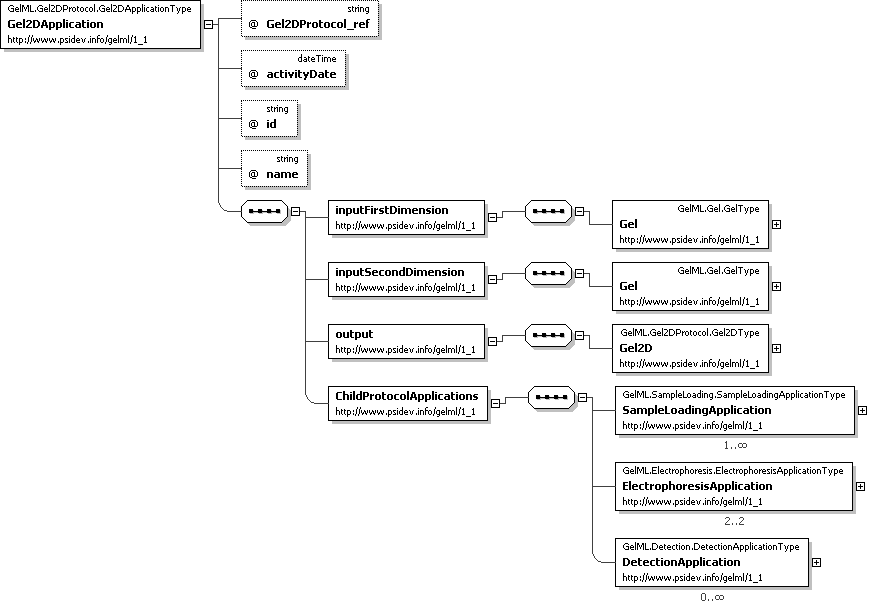 GelML.Gel2DProtocol.Gel2DApplicationType
Gel2DApplication
http://www.psidev.info/gelml/1_1
string
@ Gel2DProtocol_ref
dateTime
@ activityDate
string
@ id
string
@ name
inputFirstDimension
http://www.psidev.info/gelml/1_1
GelML.Gel.GelType
Gel
http://www.psidev.info/gelml/1_1
inputSecondDimension
http://www.psidev.info/gelml/1_1
GelML.Gel.GelType
Gel
http://www.psidev.info/gelml/1_1
output
http://www.psidev.info/gelml/1_1
GelML.Gel2DProtocol.Gel2DType
Gel2D
http://www.psidev.info/gelml/1_1
ChildProtocolApplications
http://www.psidev.info/gelml/1_1
GelML.SampleLoading.SampleLoadingApplicationType
SampleLoadingApplication
http://www.psidev.info/gelml/1_1
1..∞
GelML.Electrophoresis.ElectrophoresisApplicationType
ElectrophoresisApplication
http://www.psidev.info/gelml/1_1
2..2
GelML.Detection.DetectionApplicationType
DetectionApplication
http://www.psidev.info/gelml/1_1
0..∞